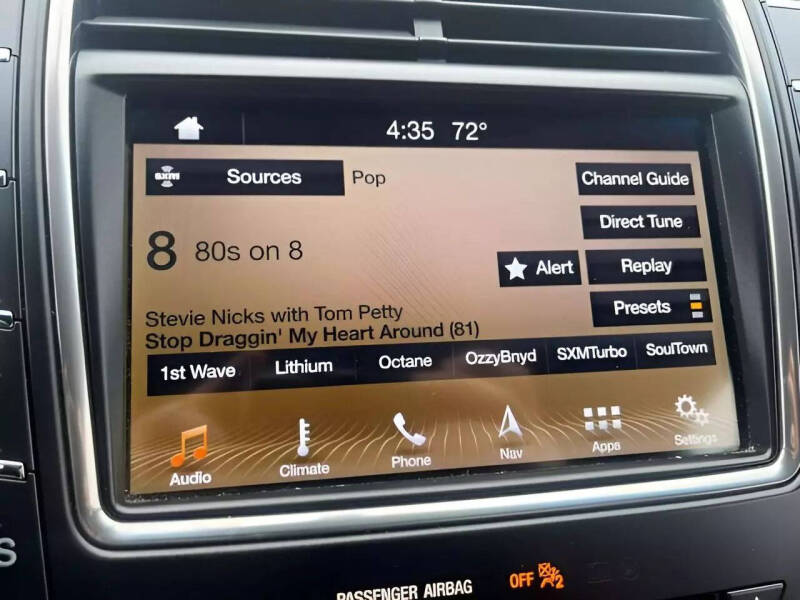 4:35 72°
SXM Sources Pop Channel Guide
Direct Tune
8 80s on 8
Alert Replay
Presets
Stevie Nicks with Tom Petty
Stop Draggin' My Heart Around (81)
1st Wave Lithium Octane OzzyBnyd SXMTurbo SoulTown
Audio Climate Phone Nav Apps Settings
PASSENGER AIRBAG OFF 2
S